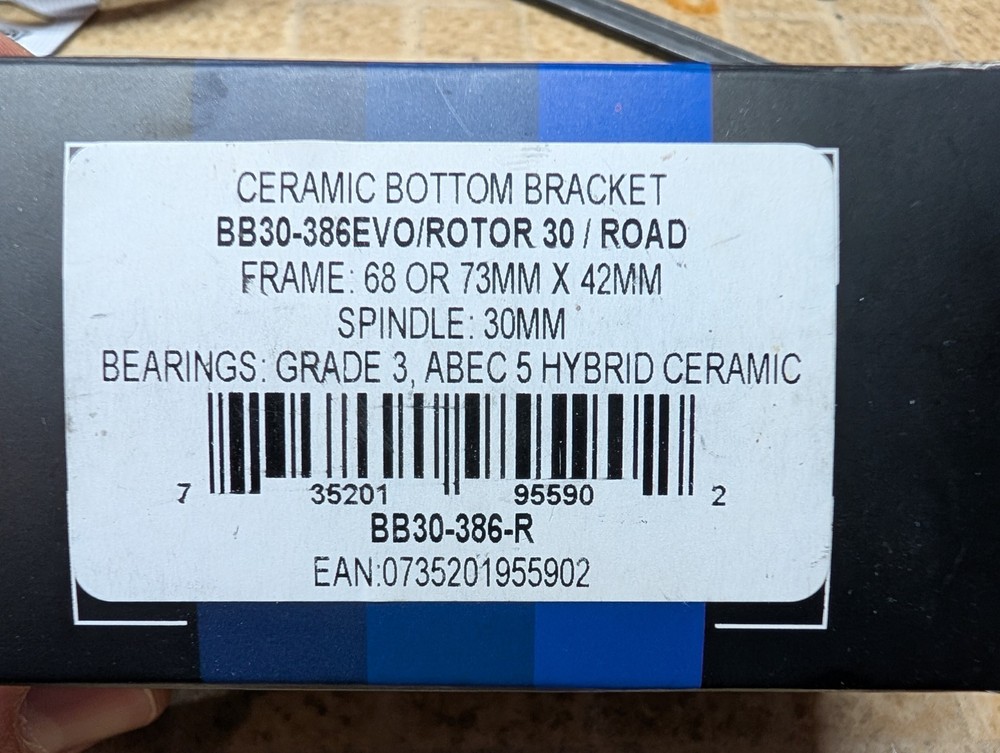 CERAMIC BOTTOM BRACKET
BB30-386EVO/ROTOR 30 / ROAD
FRAME: 68 OR 73MM X 42MM
SPINDLE: 30MM
BEARINGS: GRADE 3, ABEC 5 HYBRID CERAMIC
7 35201 95590 2
BB30-386-R
EAN:0735201955902